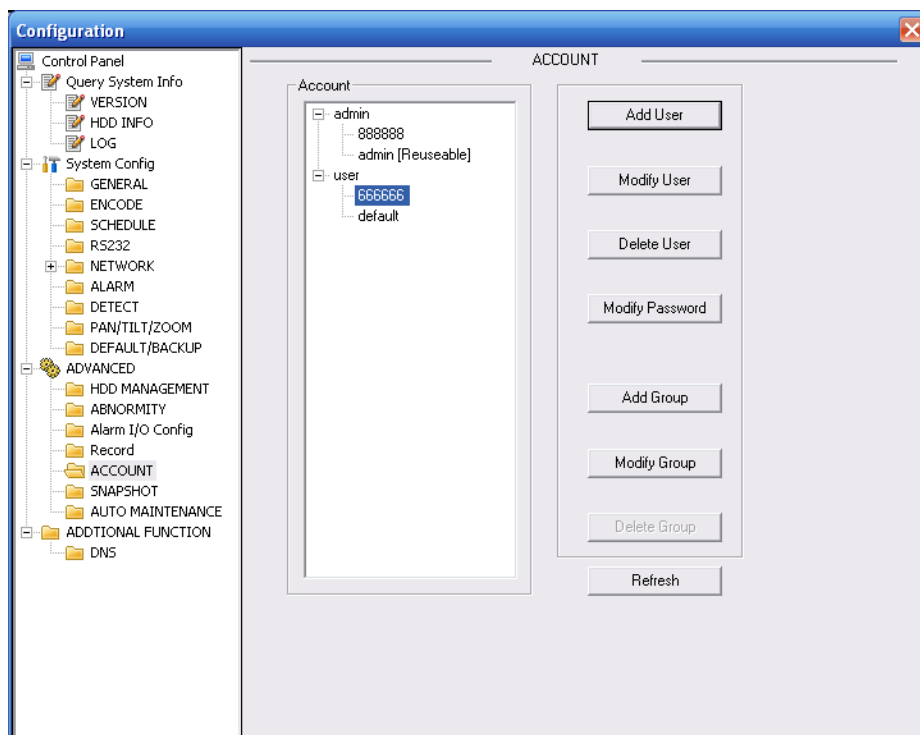 Configuration
Control Panel
Query System Info
VERSION
HDD INFO
LOG
System Config
GENERAL
ENCODE
SCHEDULE
RS232
NETWORK
ALARM
DETECT
PAN/TILT/ZOOM
DEFAULT/BACKUP
ADVANCED
HDD MANAGEMENT
ABNORMITY
Alarm I/O Config
Record
ACCOUNT
SNAPSHOT
AUTO MAINTENANCE
ADDTIONAL FUNCTION
DNS
ACCOUNT
Account
admin
888888
admin [Reuseable]
user
666666
default
Add User
Modify User
Delete User
Modify Password
Add Group
Modify Group
Delete Group
Refresh